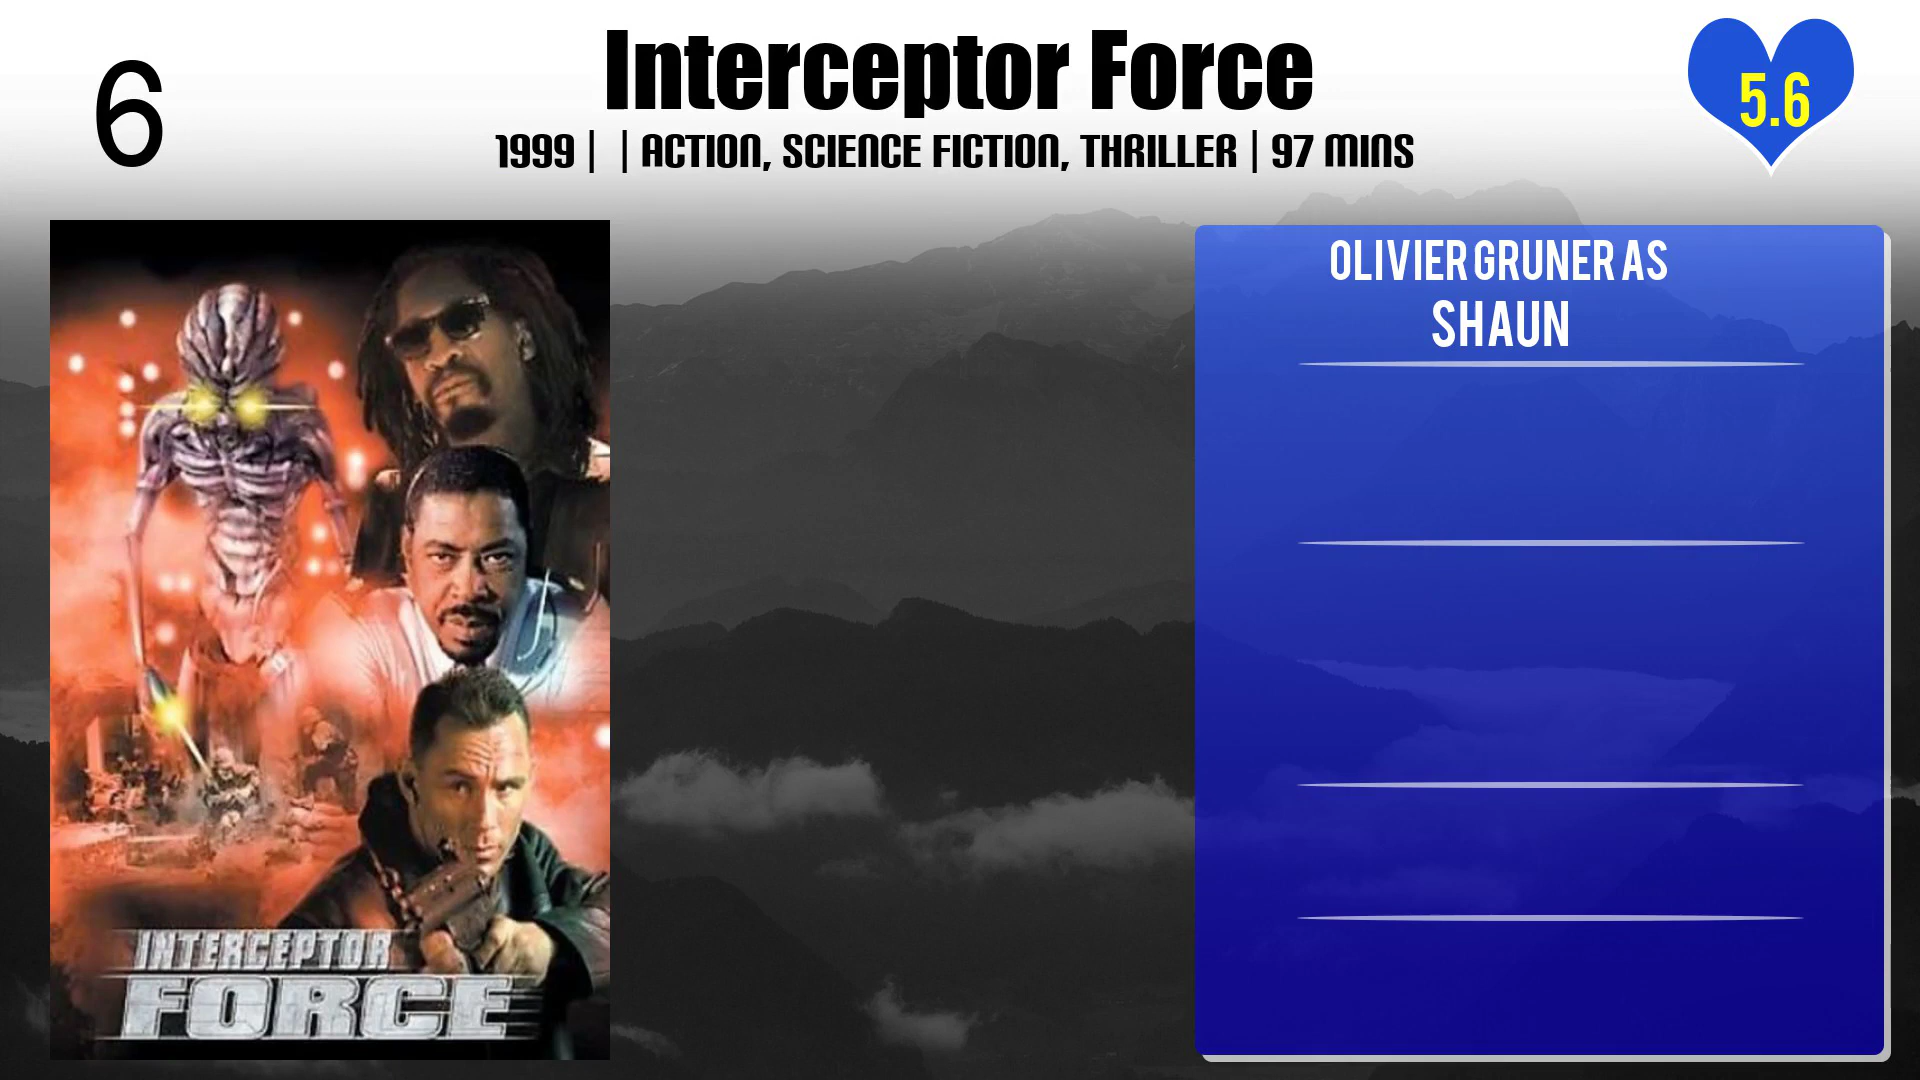 6
Interceptor Force
1999 | | ACTION, SCIENCE FICTION, THRILLER | 97 MINS
5.6
OLIVIER GRUNER AS
SHAUN
INTERCEPTOR
FORCE